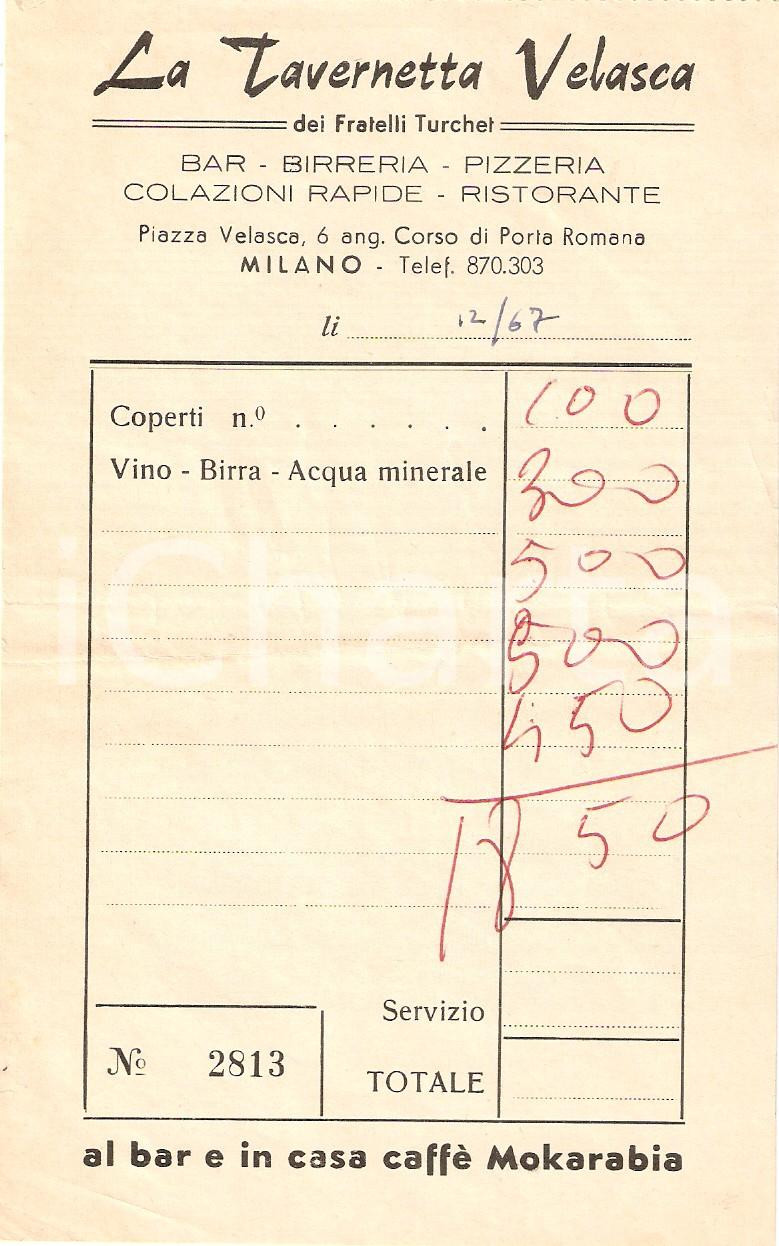 La Tavernetta Velasca
dei Fratelli Turchet
BAR - BIRRERIA - PIZZERIA
COLAZIONI RAPIDE - RISTORANTE
Piazza Velasca, 6 ang. Corso di Porta Romana
MILANO - Telef. 870.303
li 12/67
Coperti n.º . . . . . . 100
Vino - Birra - Acqua minerale 300
500
500
450
1850
iCharta
Servizio
Nº 2813
TOTALE
al bar e in casa caffè Mokarabia